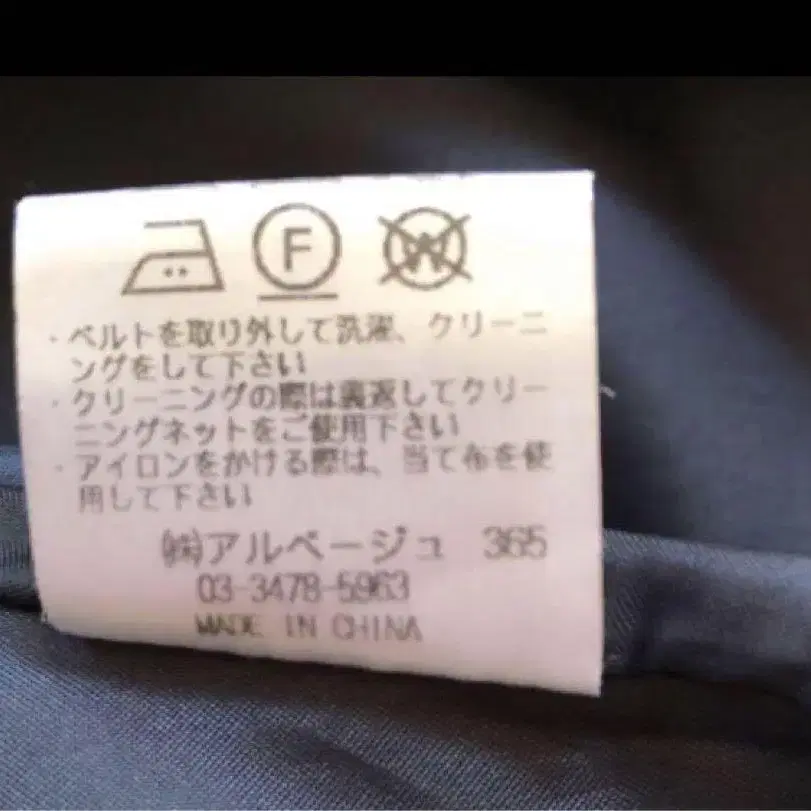 F W
・ベルトを取り外して洗濯、クリーニ
ングをして下さい
・クリーニングの際は裏返してクリー
ニングネットをご使用下さい
・アイロンをかける際は、当て布を使
用して下さい
㈱アルページュ 365
03-3478-5963
MADE IN CHINA